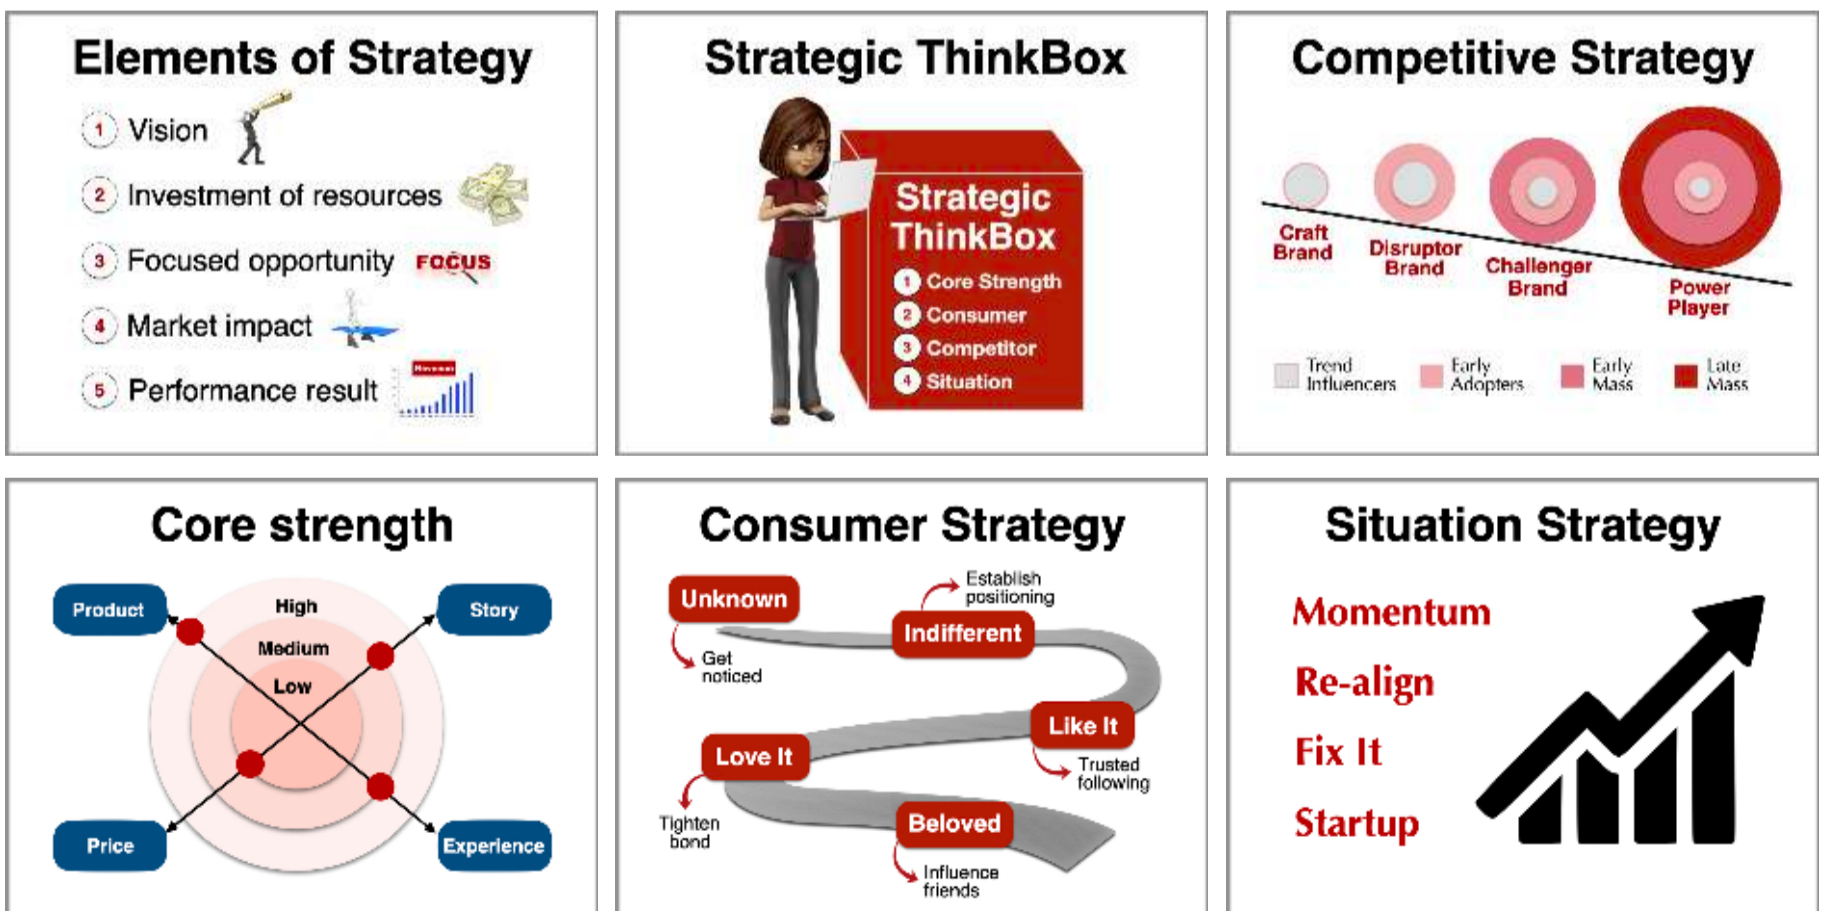 Elements of Strategy
1 Vision
2 Investment of resources
3 Focused opportunity FOCUS
4 Market impact
5 Performance result
Revenue
Strategic ThinkBox
Strategic
ThinkBox
1 Core Strength
2 Consumer
3 Competitor
4 Situation
Competitive Strategy
Craft
Brand
Disruptor
Brand
Challenger
Brand
Power
Player
Trend
Influencers
Early
Adopters
Early
Mass
Late
Mass
Core strength
Product
High
Story
Medium
Low
Price
Experience
Consumer Strategy
Unknown
Get
noticed
Establish
positioning
Indifferent
Like It
Trusted
following
Love It
Tighten
bond
Beloved
Influence
friends
Situation Strategy
Momentum
Re-align
Fix It
Startup